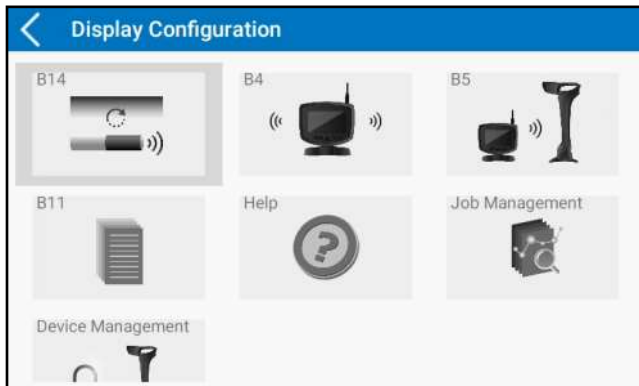 Display Configuration
B14
B4
B5
B11
Help
Job Management
Device Management